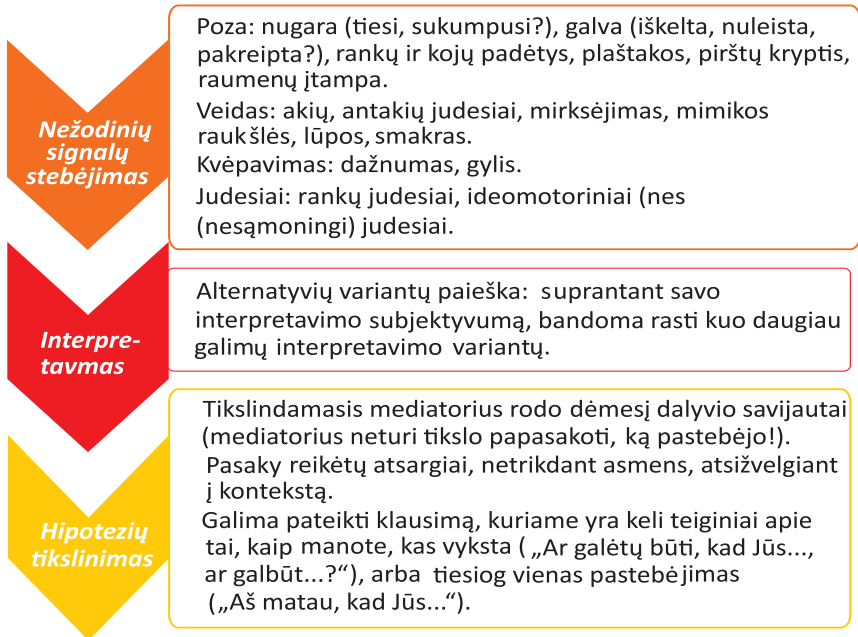 Nežodinių
signalų
stebėjimas
Poza: nugara (tiesi, sukumpusi?), galva (iškelta, nuleista,
pakreipta?), rankų ir kojų padėtys, plaštakos, pirštų kryptis,
raumenų įtampa.
Veidas: akių, antakių judesiai, mirksėjimas, mimikos
raukšlės, lūpos, smakras.
Kvėpavimas: dažnumas, gylis.
Judesiai: rankų judesiai, ideomotoriniai (nes
(nesąmoningi) judesiai.
Interpre-
tavmas
Alternatyvių variantų paieška: suprantant savo
interpretavimo subjektyvumą, bandoma rasti kuo daugiau
galimų interpretavimo variantų.
Hipotezių
tikslinimas
Tikslindamasis mediatorius rodo dėmesį dalyvio savijautai
(mediatorius neturi tikslo papasakoti, ką pastebėjo!).
Pasaky reikėtų atsargiai, netrikdant asmens, atsižvelgiant
į kontekstą.
Galima pateikti klausimą, kuriame yra keli teiginiai apie
tai, kaip manote, kas vyksta ( „Ar galėtų būti, kad Jūs...,
ar galbūt...?“), arba tiesiog vienas pastebėjimas
(„Aš matau, kad Jūs...“).